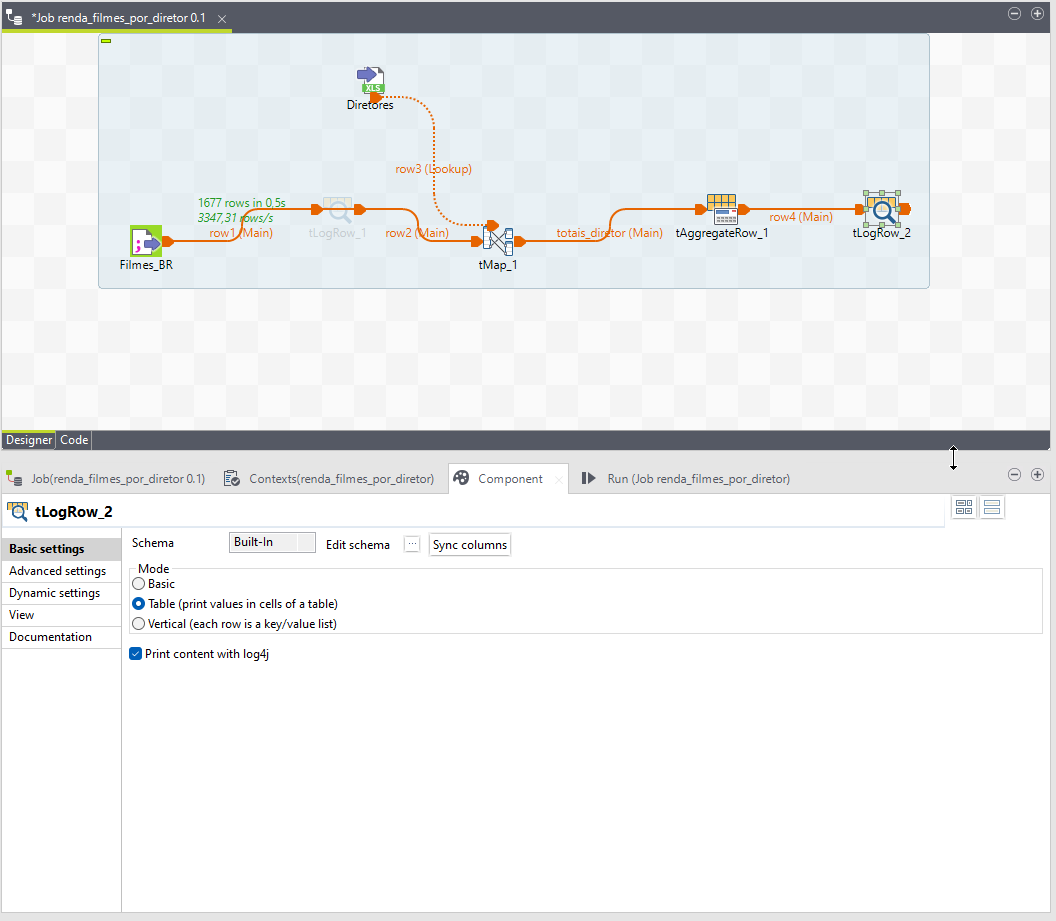 *Job renda_filmes_por_diretor 0.1
XLS
Diretores
row3 (Lookup)
1677 rows in 0,5s
3347,31 rows/s
row1 (Main)
tLogRow_1
row2 (Main)
totais_diretor (Main)
tAggregateRow_1
row4 (Main)
tLogRow_2
Filmes_BR
tMap_1
Designer
Code
Job(renda_filmes_por_diretor 0.1)
Contexts(renda_filmes_por_diretor)
Component
Run (Job renda_filmes_por_diretor)
tLogRow_2
Basic settings
Advanced settings
Dynamic settings
View
Documentation
Schema
Built-In
Edit schema
...
Sync columns
Mode
Basic
Table (print values in cells of a table)
Vertical (each row is a key/value list)
Print content with log4j